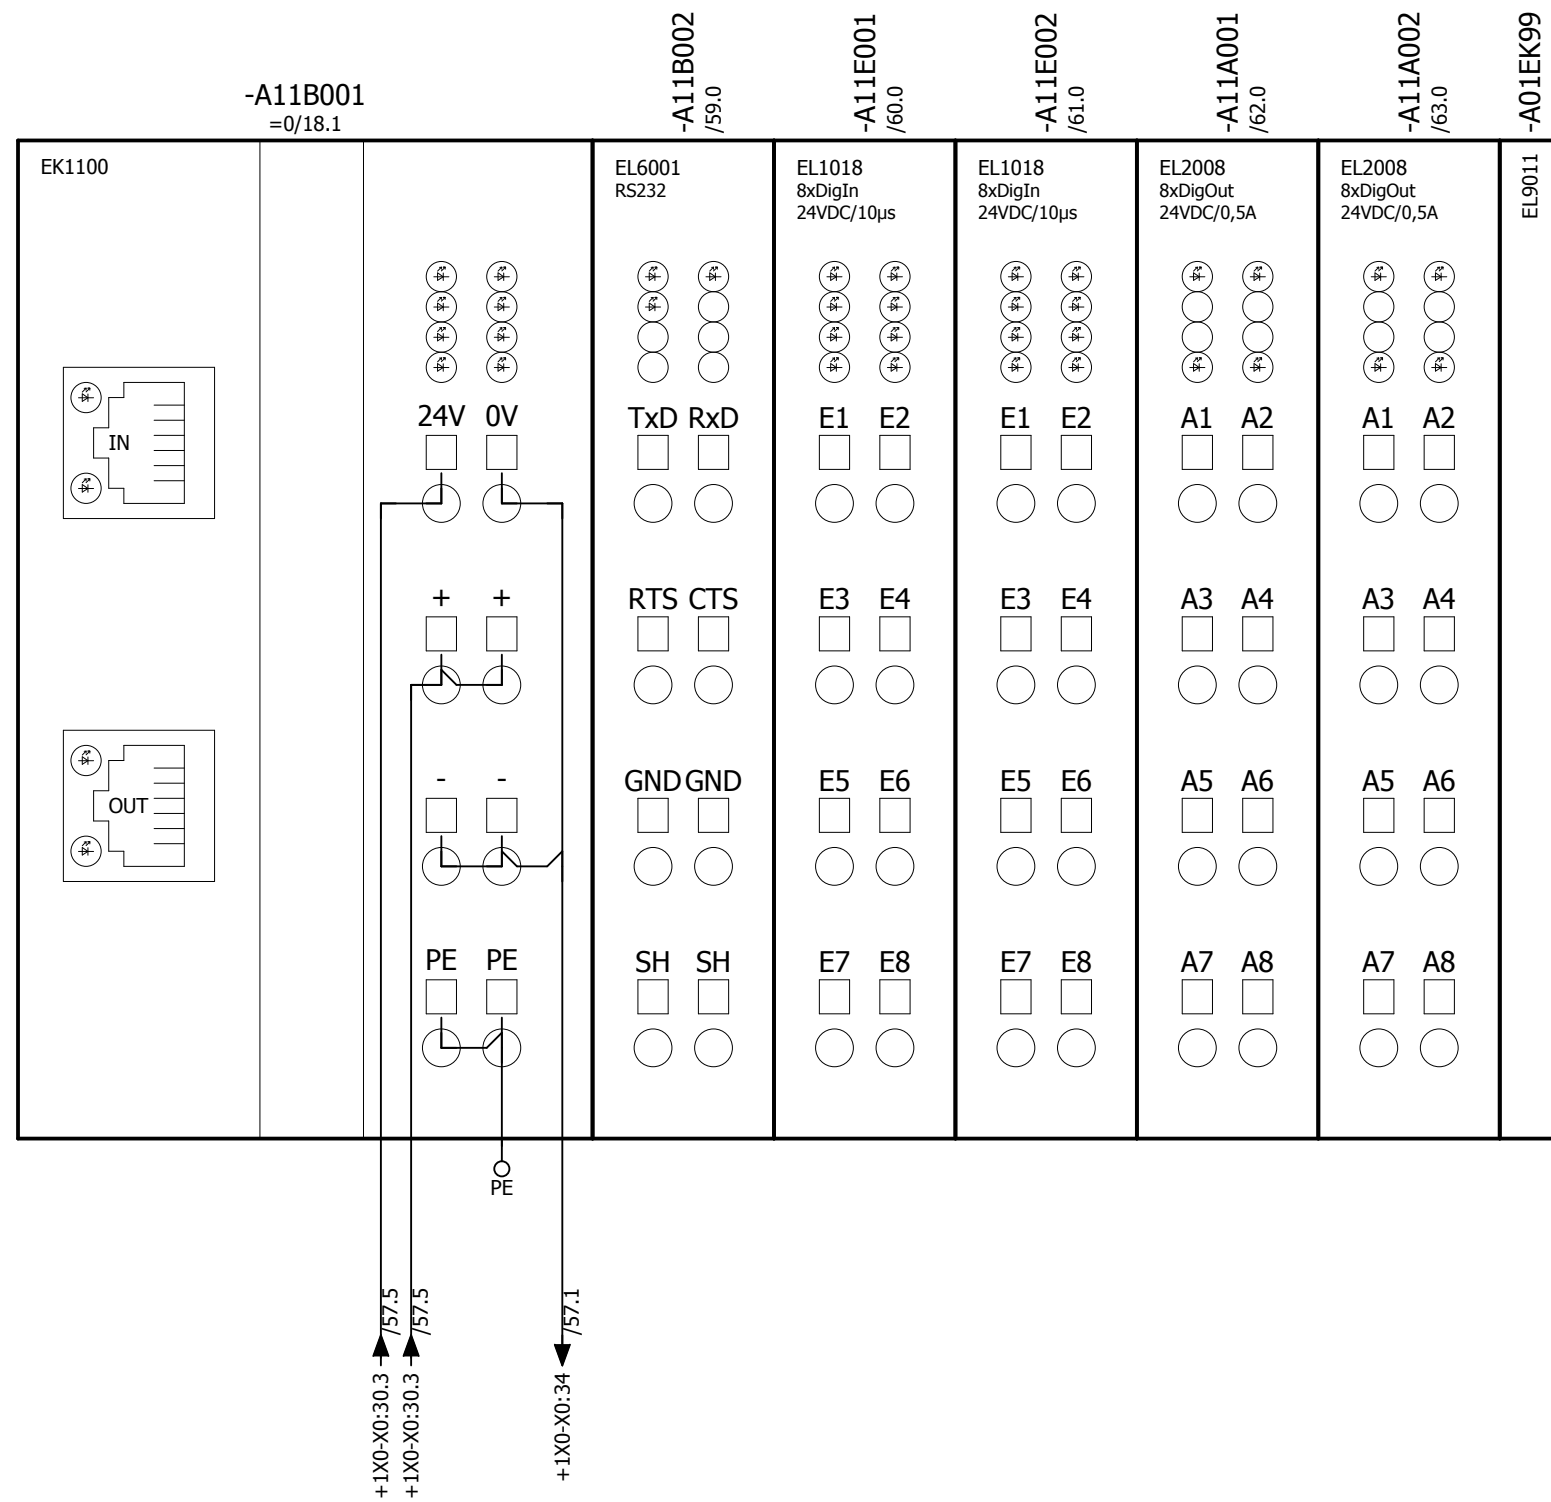 -A11B001
=0/18.1
-A11B002
/59.0
-A11E001
/60.0
-A11E002
/61.0
-A11A001
/62.0
-A11A002
/63.0
-A01EK99
EK1100
EL6001
RS232
EL1018
8xDigIn
24VDC/10µs
EL1018
8xDigIn
24VDC/10µs
EL2008
8xDigOut
24VDC/0,5A
EL2008
8xDigOut
24VDC/0,5A
EL9011
IN
OUT
24V 0V TxD RxD E1 E2 E1 E2 A1 A2 A1 A2
+ + RTS CTS E3 E4 E3 E4 A3 A4 A3 A4
- - GND GND E5 E6 E5 E6 A5 A6 A5 A6
PE PE SH SH E7 E8 E7 E8 A7 A8 A7 A8
PE
/57.5
/57.5
/57.1
+1X0-X0:30.3
+1X0-X0:30.3
+1X0-X0:34